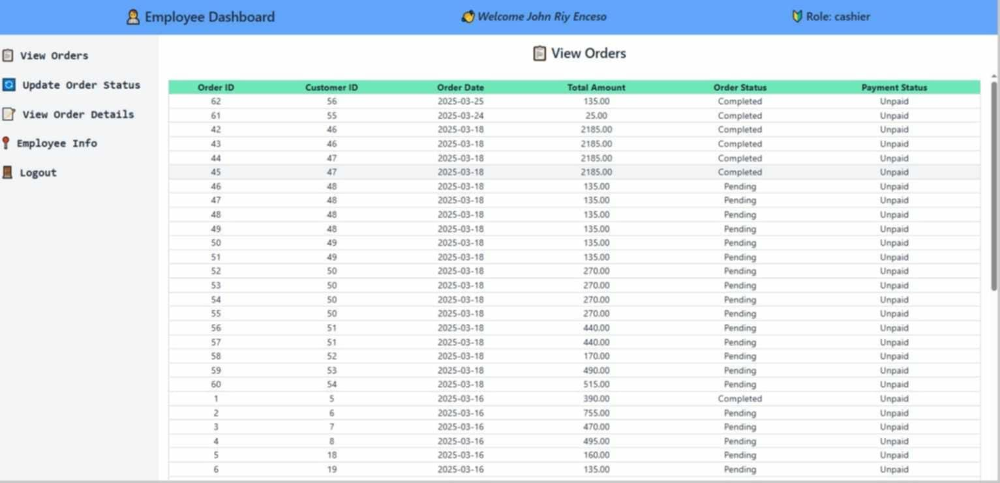 Employee Dashboard
Welcome John Riy Enceso
Role: cashier
View Orders
Update Order Status
View Order Details
Employee Info
Logout
View Orders
Order ID Customer ID Order Date Total Amount Order Status Payment Status
62 56 2025-03-25 135.00 Completed Unpaid
61 55 2025-03-24 25.00 Completed Unpaid
42 46 2025-03-18 2185.00 Completed Unpaid
43 46 2025-03-18 2185.00 Completed Unpaid
44 47 2025-03-18 2185.00 Completed Unpaid
45 47 2025-03-18 2185.00 Completed Unpaid
46 48 2025-03-18 135.00 Pending Unpaid
47 48 2025-03-18 135.00 Pending Unpaid
48 48 2025-03-18 135.00 Pending Unpaid
49 48 2025-03-18 135.00 Pending Unpaid
50 49 2025-03-18 135.00 Pending Unpaid
51 49 2025-03-18 135.00 Pending Unpaid
52 50 2025-03-18 270.00 Pending Unpaid
53 50 2025-03-18 270.00 Pending Unpaid
54 50 2025-03-18 270.00 Pending Unpaid
55 50 2025-03-18 270.00 Pending Unpaid
56 51 2025-03-18 440.00 Pending Unpaid
57 51 2025-03-18 440.00 Pending Unpaid
58 52 2025-03-18 170.00 Pending Unpaid
59 53 2025-03-18 490.00 Pending Unpaid
60 54 2025-03-18 515.00 Pending Unpaid
1 5 2025-03-16 390.00 Completed Unpaid
2 6 2025-03-16 755.00 Pending Unpaid
3 7 2025-03-16 470.00 Pending Unpaid
4 8 2025-03-16 495.00 Pending Unpaid
5 18 2025-03-16 160.00 Pending Unpaid
6 19 2025-03-16 135.00 Pending Unpaid